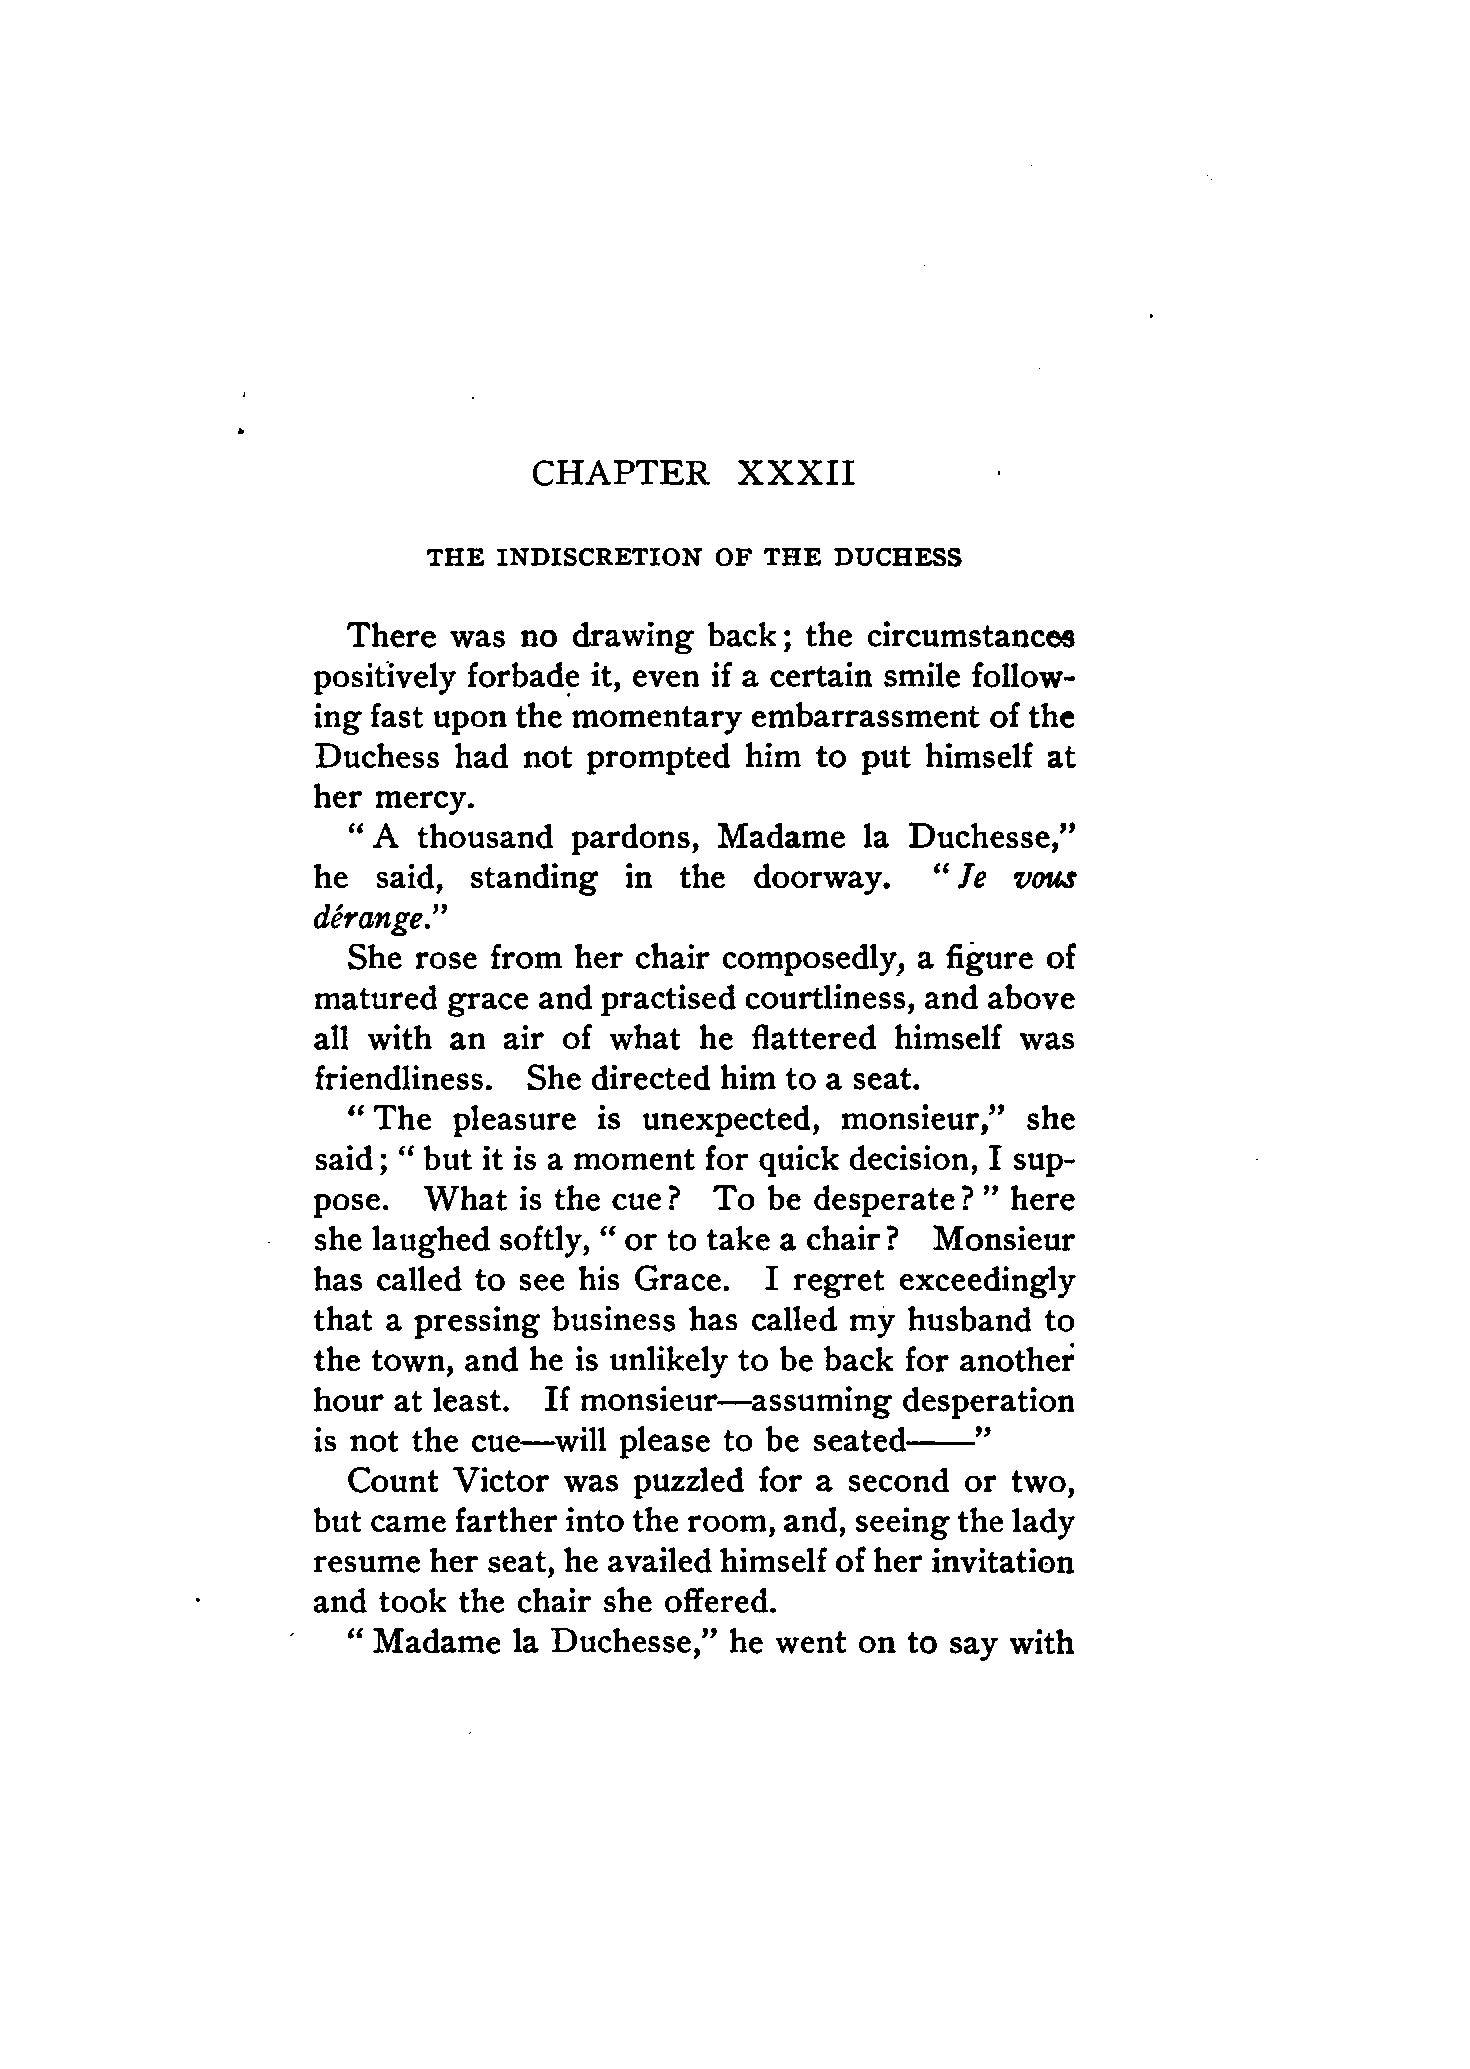 CHAPTER XXXII
THE INDISCRETION OF THE DUCHESS
There was no drawing back; the circumstances
positively forbade it, even if a certain smile follow-
ing fast upon the momentary embarrassment of the
Duchess had not prompted him to put himself at
her mercy.
“A thousand pardons, Madame la Duchesse,”
he said, standing in the doorway. “Je vous
dérange.”
She rose from her chair composedly, a figure of
matured grace and practised courtliness, and above
all with an air of what he flattered himself was
friendliness. She directed him to a seat.
“The pleasure is unexpected, monsieur,” she
said; “but it is a moment for quick decision, I sup-
pose. What is the cue? To be desperate?” here
she laughed softly, “or to take a chair? Monsieur
has called to see his Grace. I regret exceedingly
that a pressing business has called my husband to
the town, and he is unlikely to be back for another
hour at least. If monsieur—assuming desperation
is not the cue—will please to be seated——”
Count Victor was puzzled for a second or two,
but came farther into the room, and, seeing the lady
resume her seat, he availed himself of her invitation
and took the chair she offered.
“Madame la Duchesse,” he went on to say with